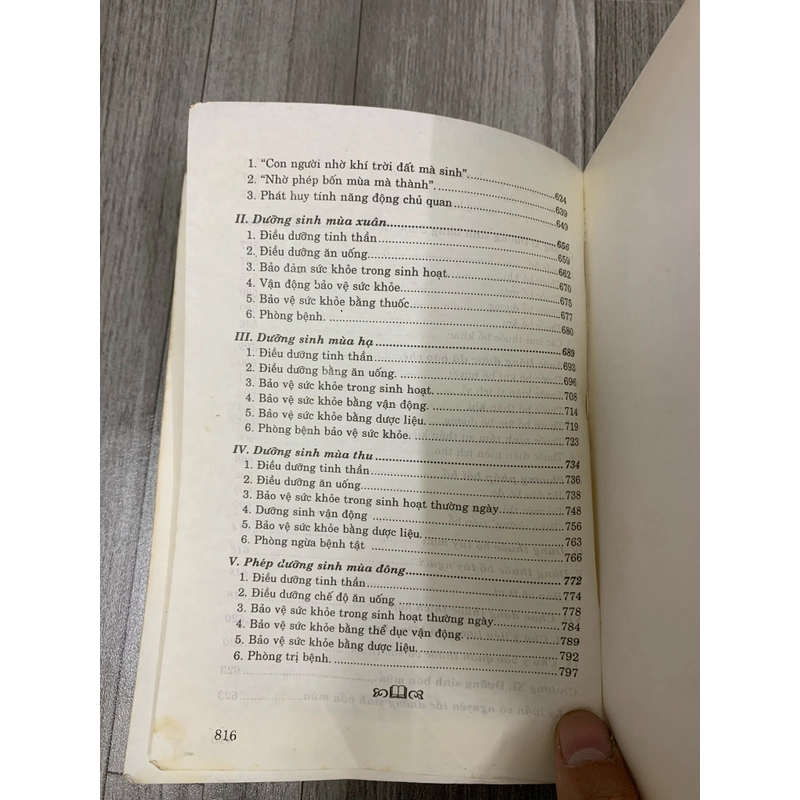 1. "Con người nhờ khí trời đất mà sinh". 624
2. "Nhờ phép bốn mùa mà thành". 639
3. Phát huy tính năng động chủ quan 649
II. Dưỡng sinh mùa xuân 656
1. Điều dưỡng tinh thần 659
2. Điều dưỡng ăn uống. 662
3. Bảo đảm sức khỏe trong sinh hoạt. 670
4. Vận động bảo vệ sức khỏe. 675
5. Bảo vệ sức khỏe bằng thuốc 677
6. Phòng bệnh. 680
III. Dưỡng sinh mùa hạ 689
1. Điều dưỡng tinh thần 693
2. Điều dưỡng bằng ăn uống. 696
3. Bảo vệ sức khỏe trong sinh hoạt. 708
4. Bảo vệ sức khỏe bằng vận động. 714
5. Bảo vệ sức khỏe bằng dược liệu. 719
6. Phòng bệnh bảo vệ sức khỏe. 723
IV. Dưỡng sinh mùa thu 734
1. Điều dưỡng tinh thần 736
2. Điều dưỡng ăn uống. 738
3. Bảo vệ sức khỏe trong sinh hoạt thường ngày 748
4. Dưỡng sinh vận động 756
5. Bảo vệ sức khỏe bằng dược liệu. 763
6. Phòng ngừa bệnh tật 766
V. Phép dưỡng sinh mùa đông 772
1. Điều dưỡng tinh thần 774
2. Điều dưỡng chế độ ăn uống 778
3. Bảo vệ sức khỏe trong sinh hoạt thường ngày 784
4. Bảo vệ sức khỏe bằng thể dục vận động. 789
5. Bảo vệ sức khỏe bằng dược liệu. 792
6. Phòng trị bệnh. 797
816